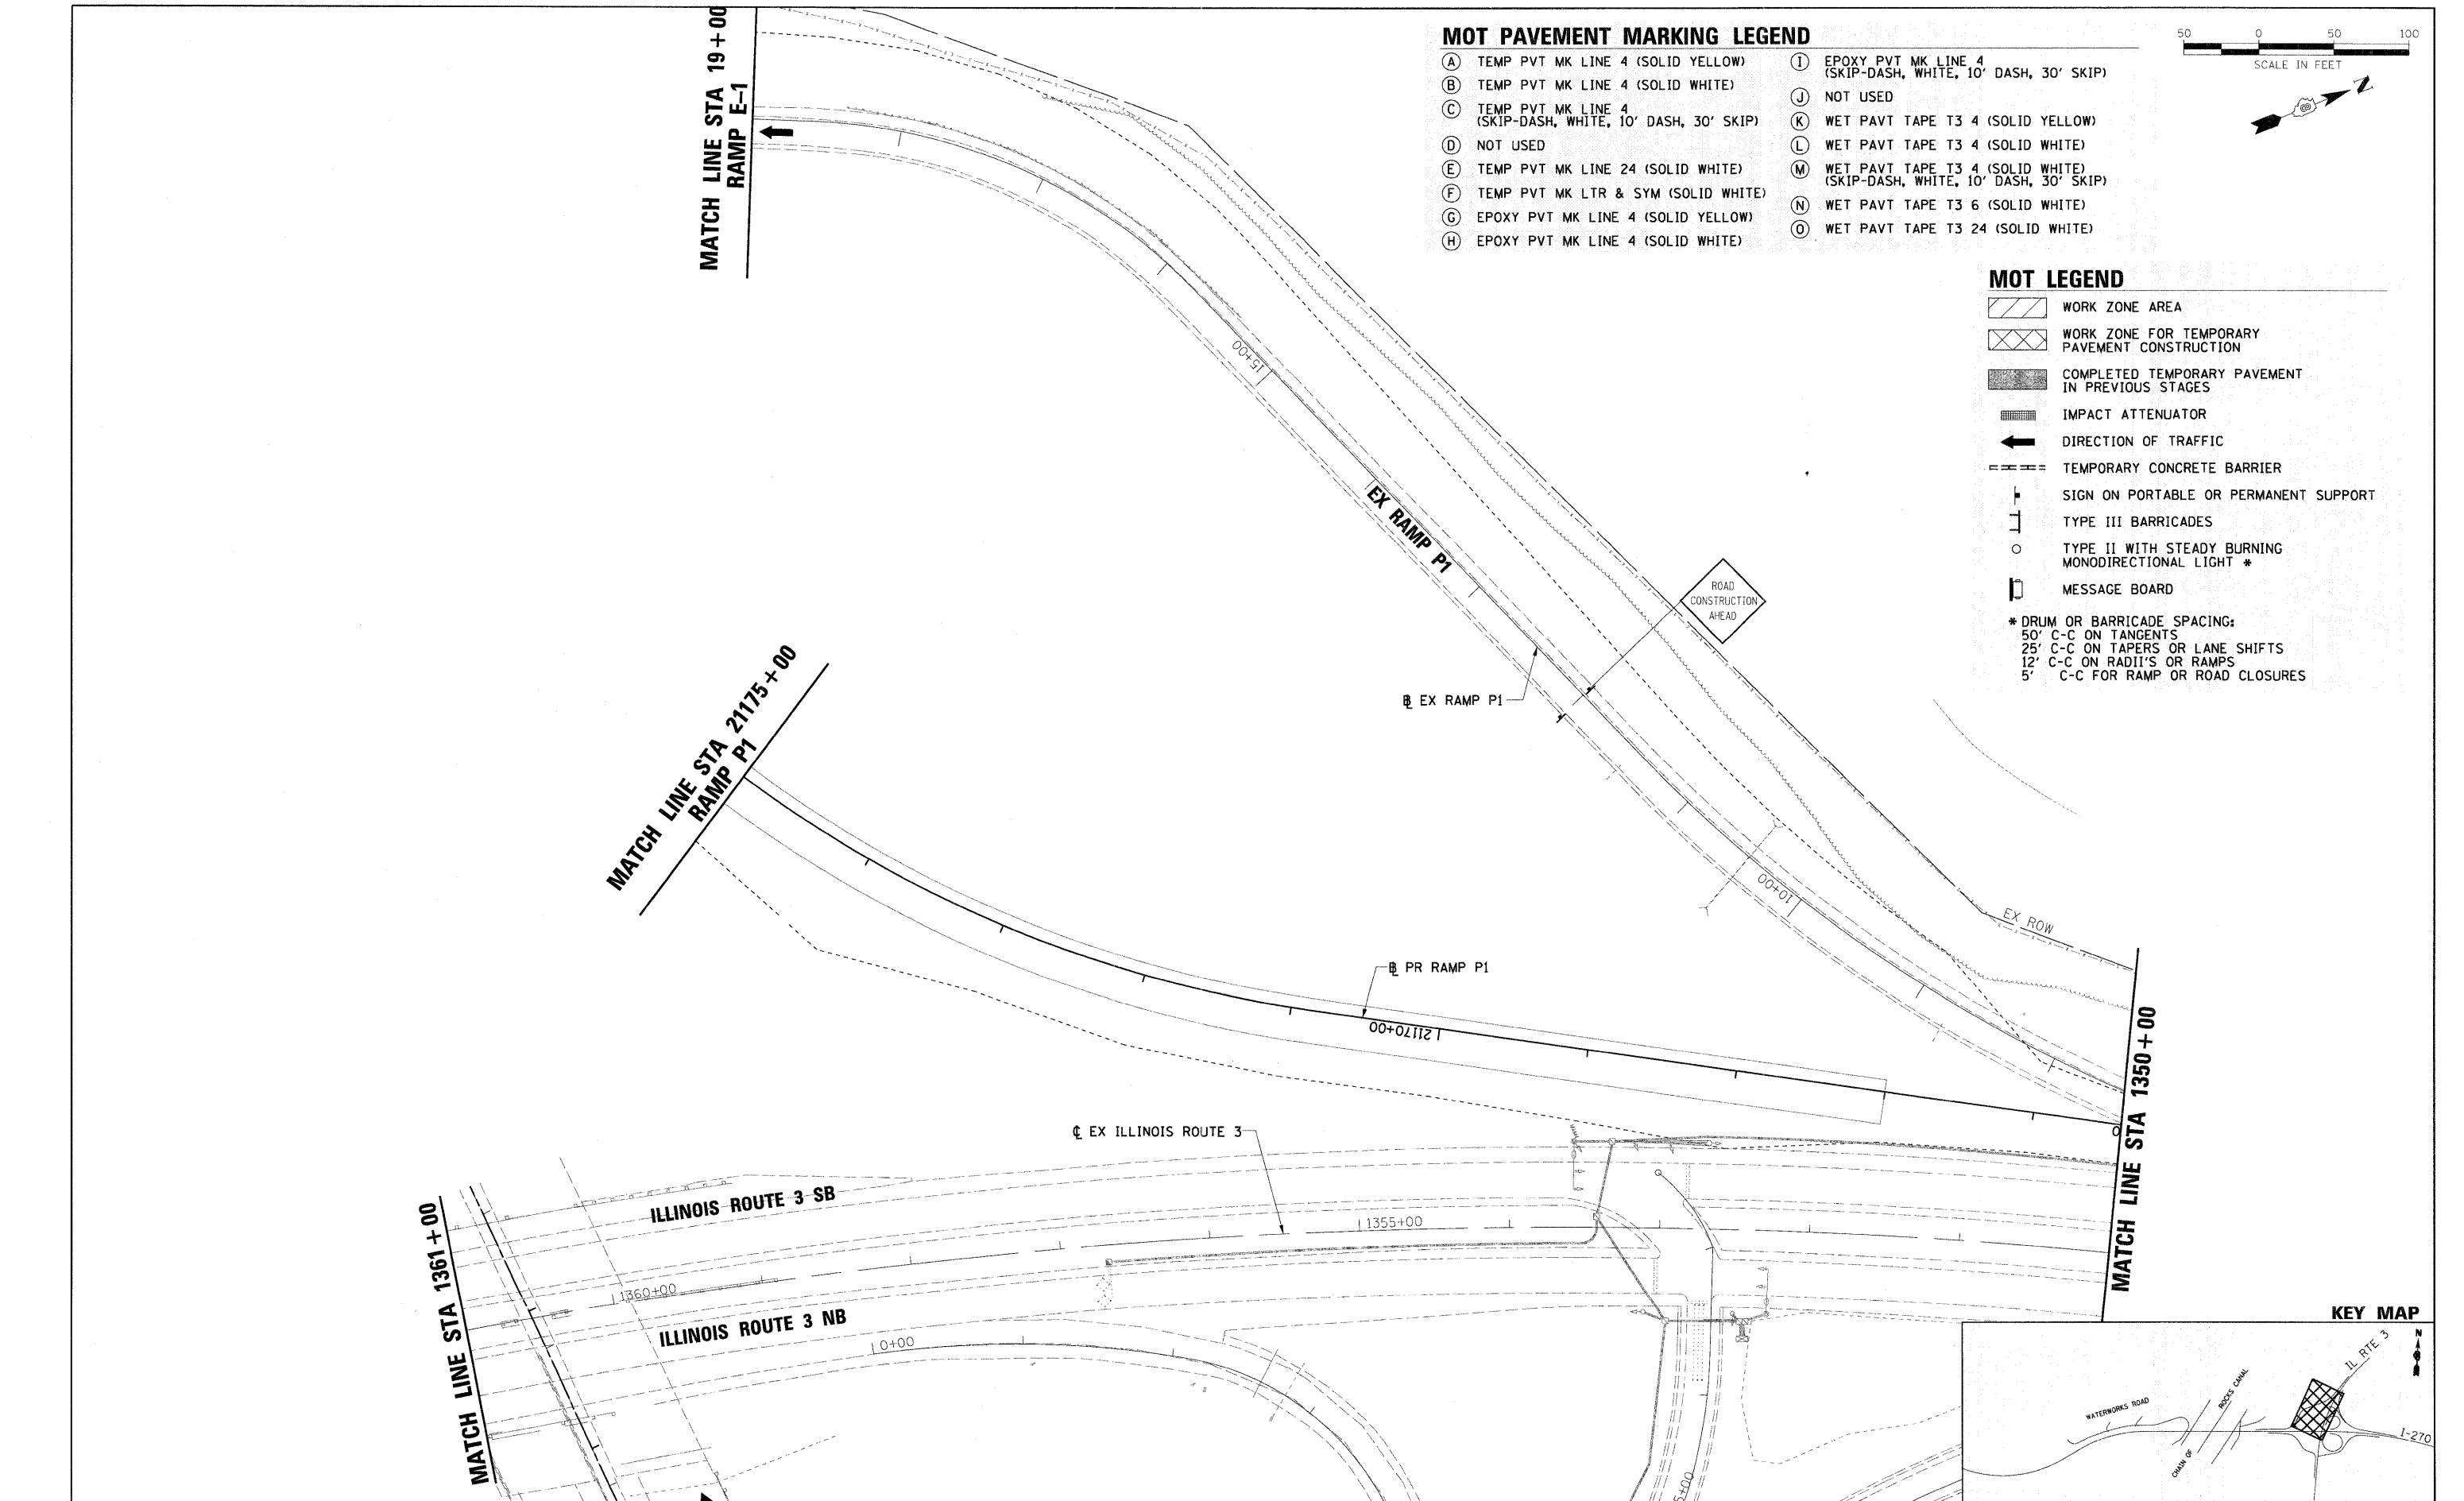 MATCH LINE STA 19+00
RAMP E-1
MOT PAVEMENT MARKING LEGEND
A TEMP PVT MK LINE 4 (SOLID YELLOW)
B TEMP PVT MK LINE 4 (SOLID WHITE)
C TEMP PVT MK LINE 4
(SKIP-DASH, WHITE, 10' DASH, 30' SKIP)
D NOT USED
E TEMP PVT MK LINE 24 (SOLID WHITE)
F TEMP PVT MK LTR & SYM (SOLID WHITE)
G EPOXY PVT MK LINE 4 (SOLID YELLOW)
H EPOXY PVT MK LINE 4 (SOLID WHITE)
I EPOXY PVT MK LINE 4
(SKIP-DASH, WHITE, 10' DASH, 30' SKIP)
J NOT USED
K WET PAVT TAPE T3 4 (SOLID YELLOW)
L WET PAVT TAPE T3 4 (SOLID WHITE)
M WET PAVT TAPE T3 4 (SOLID WHITE)
(SKIP-DASH, WHITE, 10' DASH, 30' SKIP)
N WET PAVT TAPE T3 6 (SOLID WHITE)
O WET PAVT TAPE T3 24 (SOLID WHITE)
50 0 50 100
SCALE IN FEET
N
MOT LEGEND
WORK ZONE AREA
WORK ZONE FOR TEMPORARY
PAVEMENT CONSTRUCTION
COMPLETED TEMPORARY PAVEMENT
IN PREVIOUS STAGES
IMPACT ATTENUATOR
DIRECTION OF TRAFFIC
TEMPORARY CONCRETE BARRIER
SIGN ON PORTABLE OR PERMANENT SUPPORT
TYPE III BARRICADES
TYPE II WITH STEADY BURNING
MONODIRECTIONAL LIGHT *
MESSAGE BOARD
* DRUM OR BARRICADE SPACING:
50' C-C ON TANGENTS
25' C-C ON TAPERS OR LANE SHIFTS
12' C-C ON RADII'S OR RAMPS
5' C-C FOR RAMP OR ROAD CLOSURES
15+00
EX RAMP P1
ROAD
CONSTRUCTION
AHEAD
BL EX RAMP P1
MATCH LINE STA 21175+00
RAMP P1
10+00
EX ROW
BL PR RAMP P1
21170+00
MATCH LINE STA 1350+00
CL EX ILLINOIS ROUTE 3
ILLINOIS ROUTE 3 SB
1355+00
1360+00
ILLINOIS ROUTE 3 NB
0+00
MATCH LINE STA 1361+00
5+00
KEY MAP
N
IL RTE 3
WATERWORKS ROAD
CHAIN OF
ROCKS CANAL
I-270